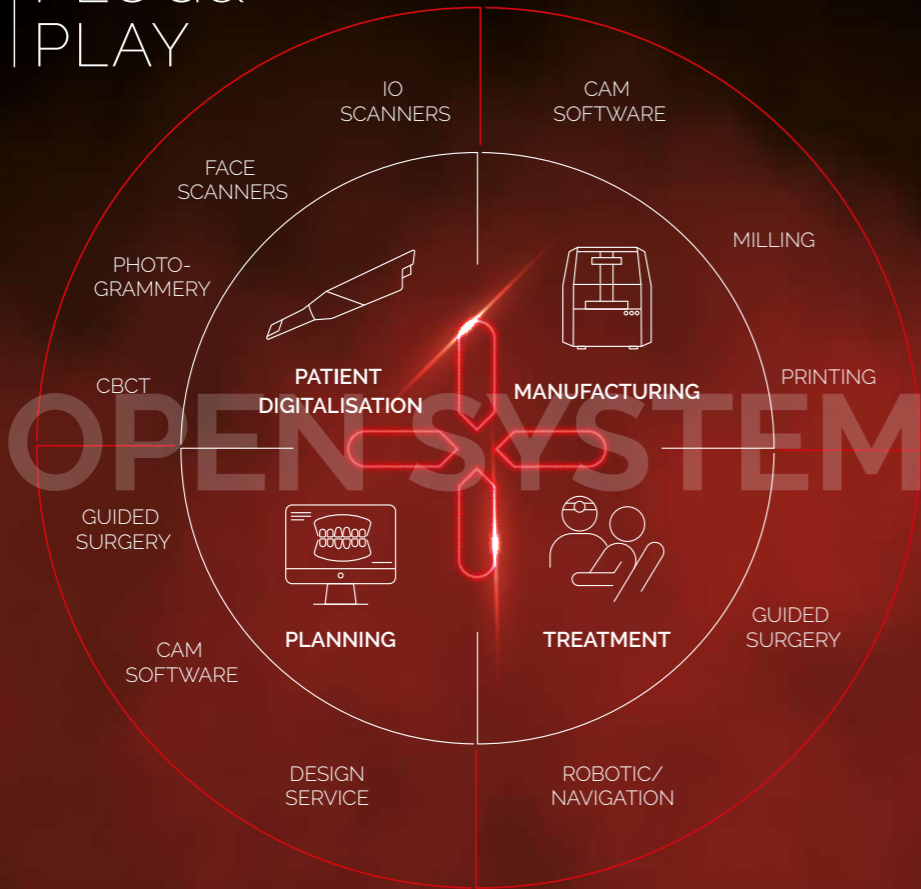 PLAY
IO
SCANNERS
CAM
SOFTWARE
FACE
SCANNERS
MILLING
PHOTO-
GRAMMERY
CBCT
PATIENT
DIGITALISATION
MANUFACTURING
PRINTING
OPEN SYSTEM
GUIDED
SURGERY
PLANNING
TREATMENT
GUIDED
SURGERY
CAM
SOFTWARE
DESIGN
SERVICE
ROBOTIC/
NAVIGATION